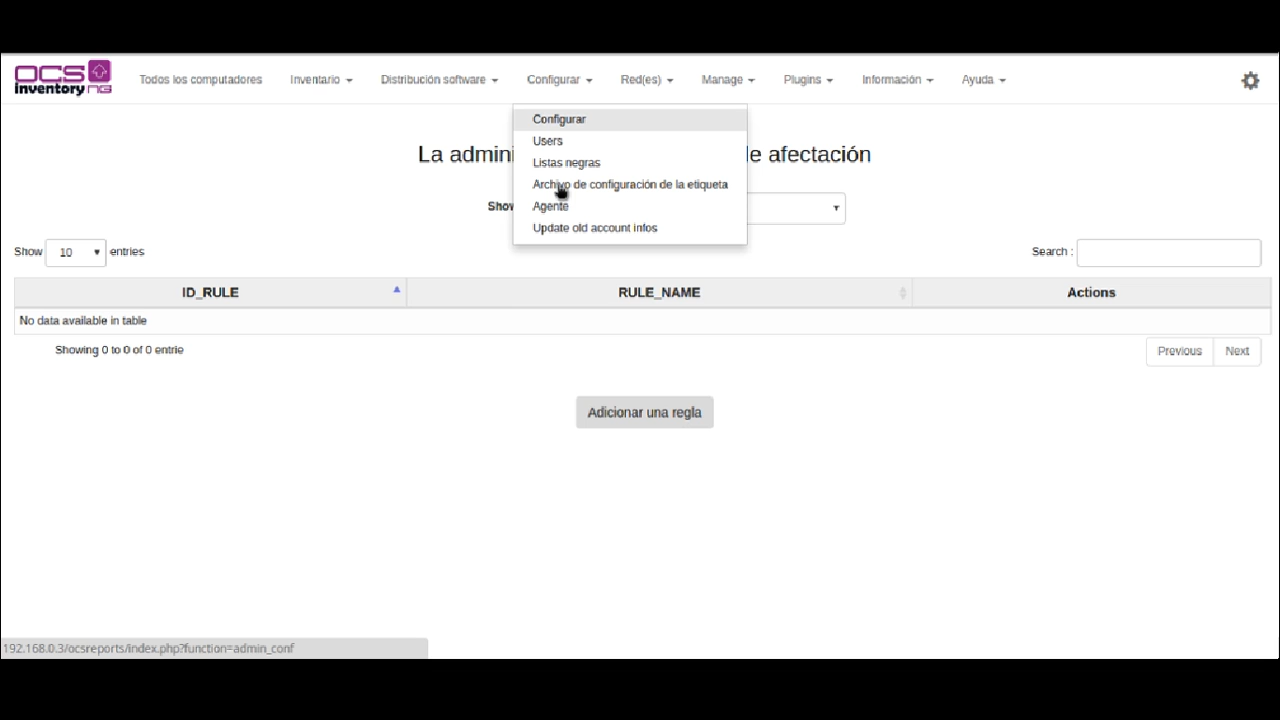 OCS
inventory NG
Todos los computadores Inventario Distribución software Configurar Red(es) Manage Plugins Información Ayuda
Configurar
Users
Listas negras
Archivo de configuración de la etiqueta
Agente
Update old account infos
La admini e afectación
Show
Show 10 entries Search :
ID_RULE RULE_NAME Actions
No data available in table
Showing 0 to 0 of 0 entrie
Previous Next
Adicionar una regla
192.168.0.3/ocsreports/index.php?function=admin_conf